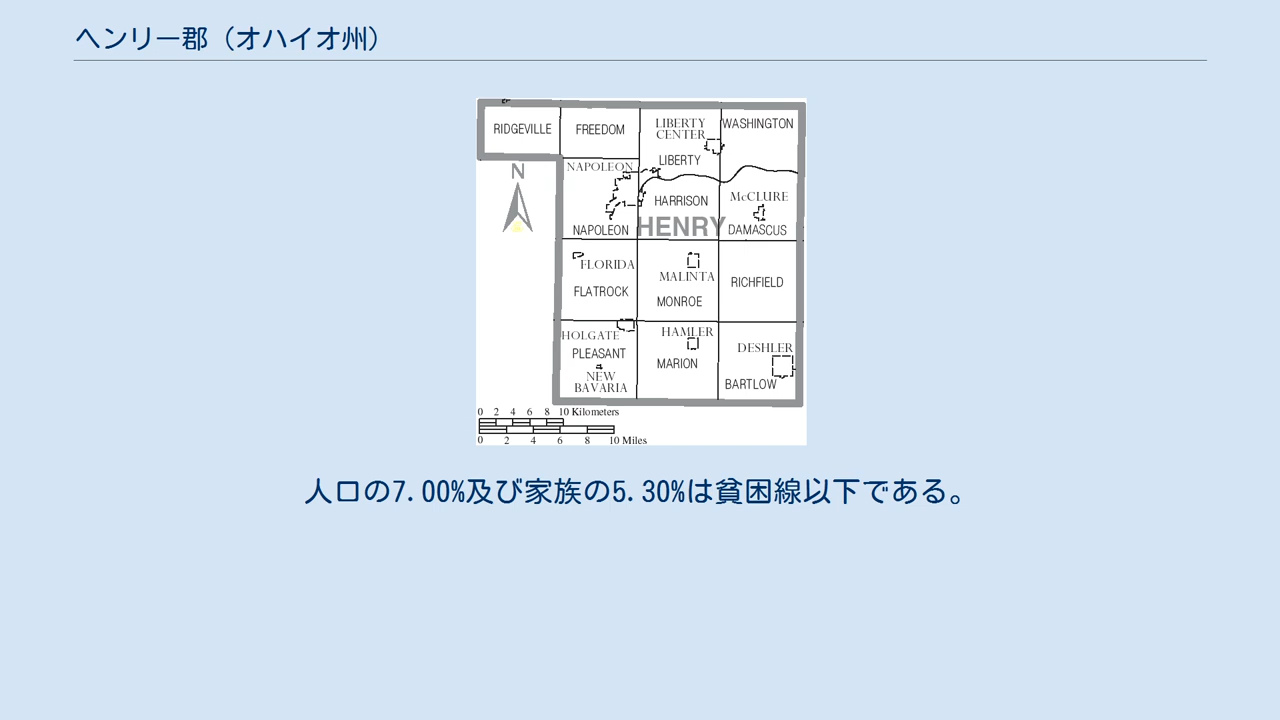 ヘンリー郡（オハイオ州）
RIDGEVILLE
FREEDOM
LIBERTY
CENTER
WASHINGTON
LIBERTY
NAPOLEON
N
HARRISON
McCLURE
HENRY
NAPOLEON
DAMASCUS
FLORIDA
MALINTA
RICHFIELD
FLATROCK
MONROE
HOLGATE
HAMLER
PLEASANT
DESHLER
MARION
NEW
BAVARIA
BARTLOW
0 2 4 6 8 10 Kilometers
0 2 4 6 8 10 Miles
人口の7.00%及び家族の5.30%は貧困線以下である。